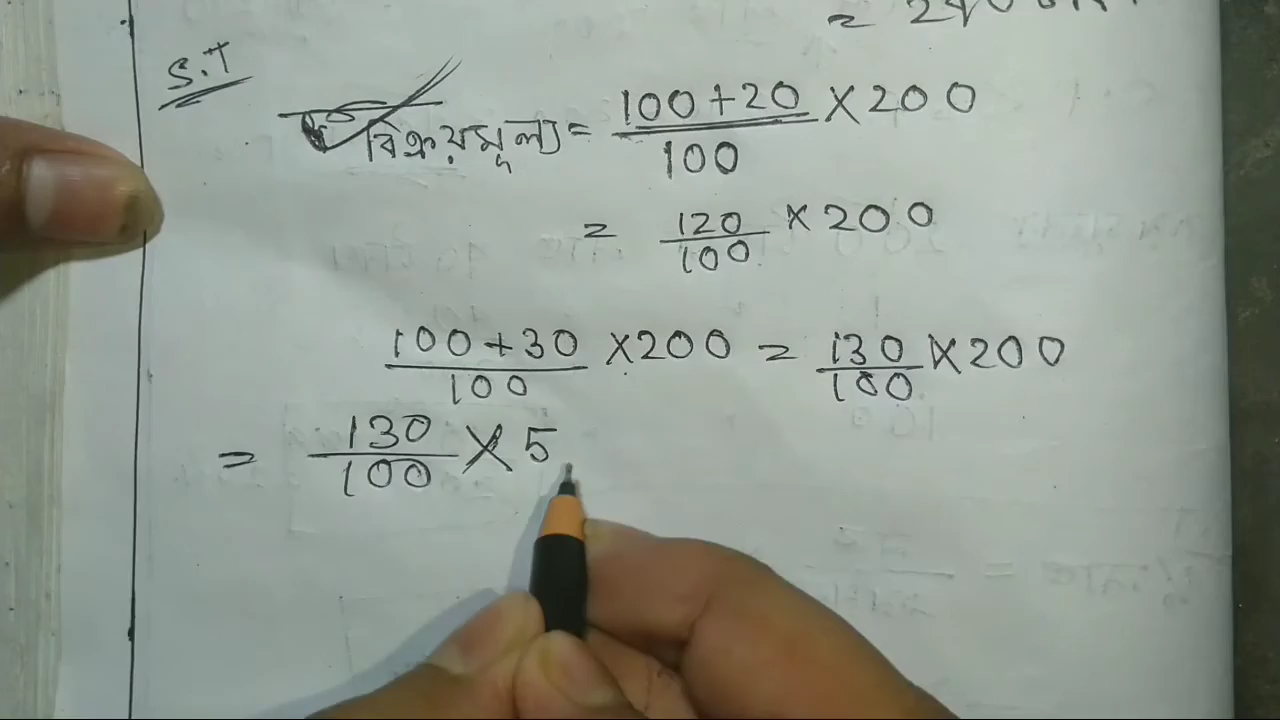 S.T
বিক্রয়মূল্য = 100 + 20 / 100 × 200
= 120 / 100 × 200
100 + 30 / 100 × 200 = 130 / 100 × 200
= 130 / 100 × 5